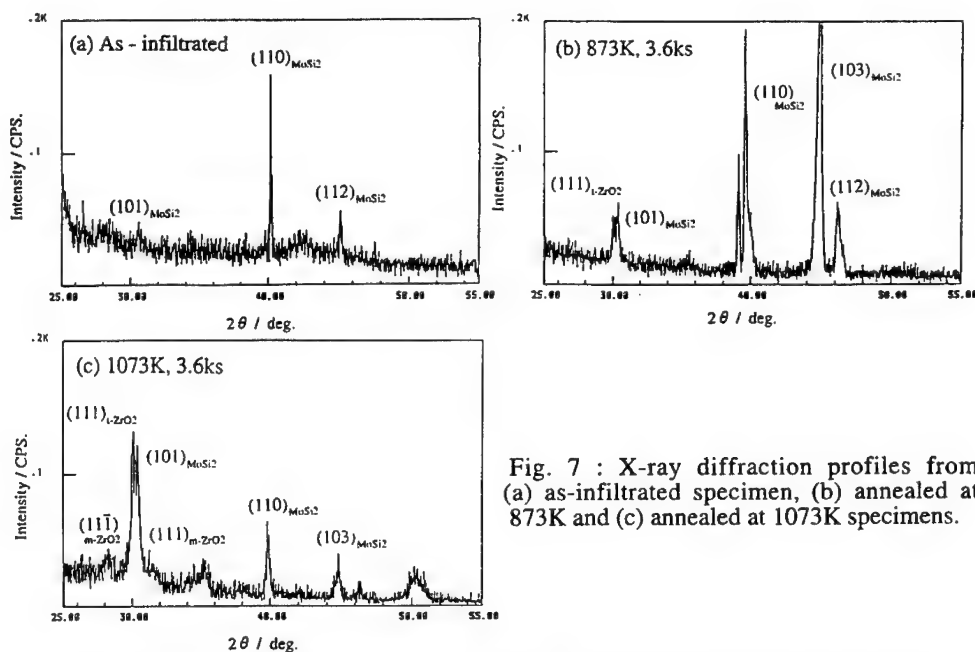 .2K
(a) As - infiltrated
(110)MoSi2
.1
(101)MoSi2
(112)MoSi2
Intensity / CPS.
25.00 30.00 40.00 50.00 55.00
2θ / deg.
.2K
(b) 873K, 3.6ks
(103)MoSi2
(110)MoSi2
.1
(111)t-ZrO2
(101)MoSi2
(112)MoSi2
Intensity / CPS.
25.00 30.00 40.00 50.00 55.00
2θ / deg.
.2K
(c) 1073K, 3.6ks
(111)t-ZrO2
(101)MoSi2
.1
(111̄)m-ZrO2
(111)m-ZrO2
(110)MoSi2
(103)MoSi2
Intensity / CPS.
25.00 30.00 40.00 50.00 55.00
2θ / deg.
Fig. 7 : X-ray diffraction profiles from
(a) as-infiltrated specimen, (b) annealed at
873K and (c) annealed at 1073K specimens.